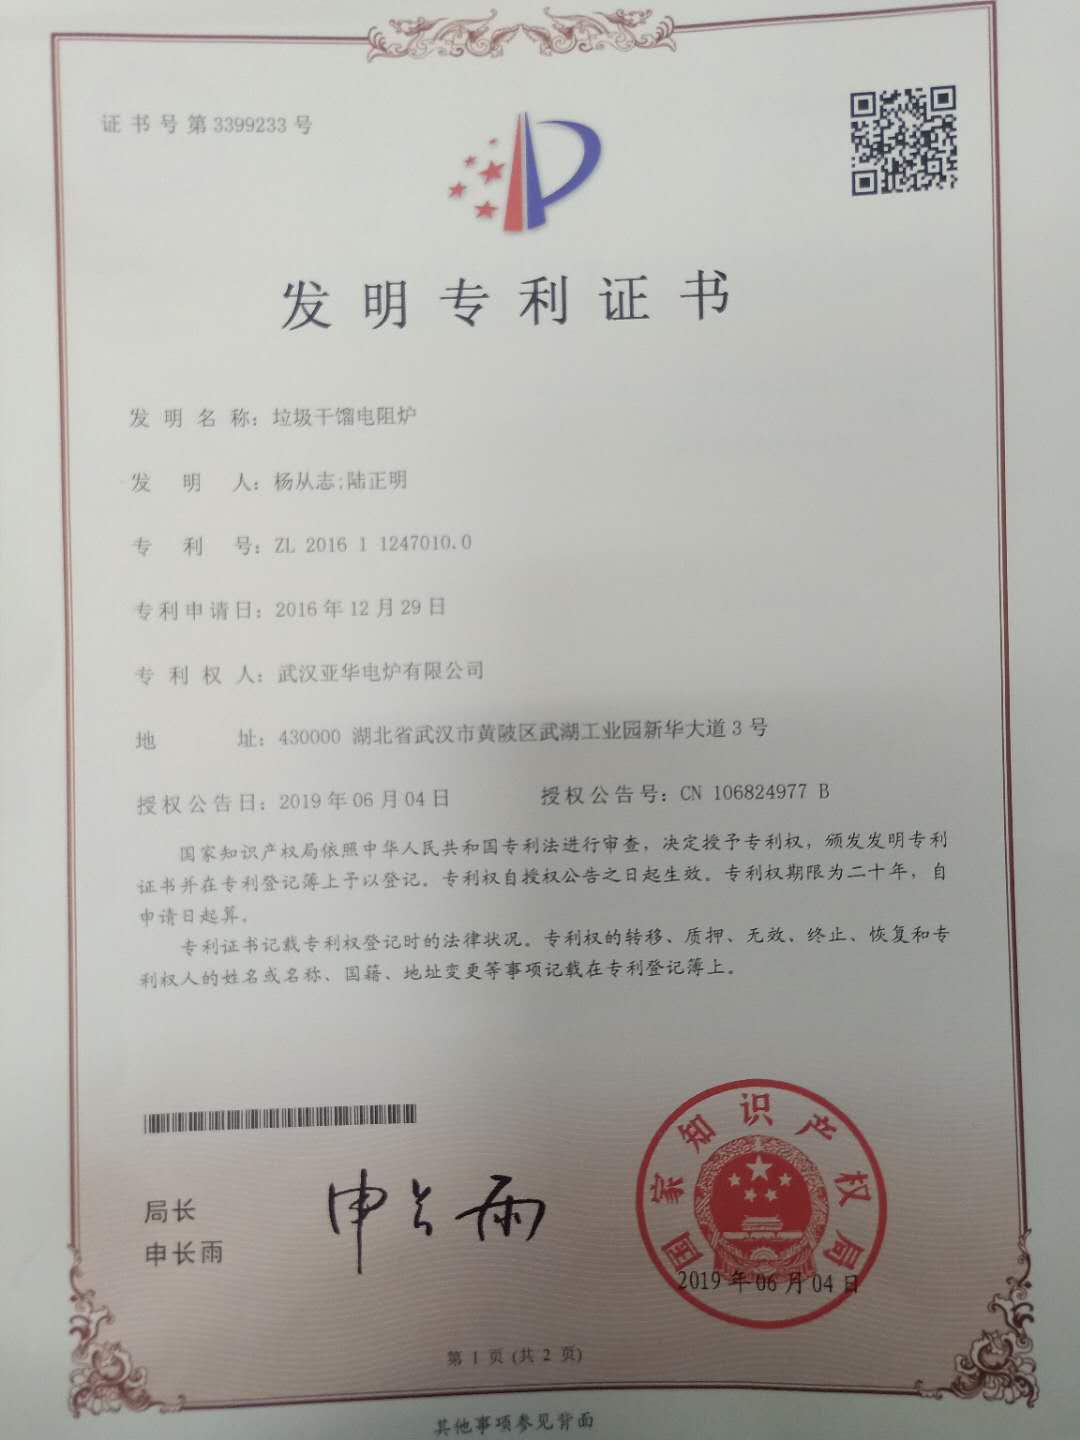 证书号第3399233号
发明专利证书
发明名称：垃圾干馏电阻炉
发明人：杨从志;陆正明
专利号：ZL 2016 1 1247010.0
专利申请日：2016年12月29日
专利权人：武汉亚华电炉有限公司
地址：430000 湖北省武汉市黄陂区武湖工业园新华大道3号
授权公告日：2019年06月04日 授权公告号：CN 106824977 B
国家知识产权局依照中华人民共和国专利法进行审查，决定授予专利权，颁发发明专利
证书并在专利登记簿上予以登记。专利权自授权公告之日起生效。专利权期限为二十年，自
申请日起算。
专利证书记载专利权登记时的法律状况。专利权的转移、质押、无效、终止、恢复和专
利权人的姓名或名称、国籍、地址变更等事项记载在专利登记簿上。
局长
申长雨
申长雨
国家知识产权局
2019年06月04日
第 1 页 (共 2 页)
其他事项参见背面